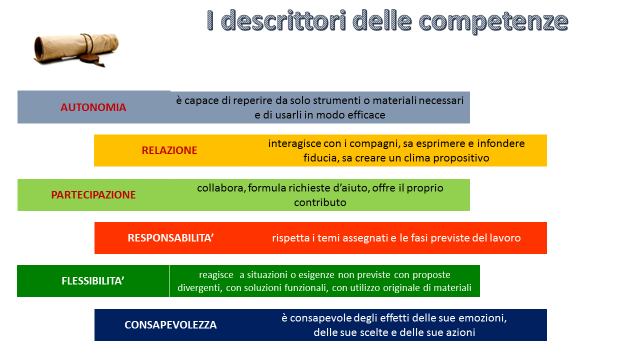 I descrittori delle competenze
AUTONOMIA
è capace di reperire da solo strumenti o materiali necessari
e di usarli in modo efficace
RELAZIONE
interagisce con i compagni, sa esprimere e infondere
fiducia, sa creare un clima propositivo
PARTECIPAZIONE
collabora, formula richieste d'aiuto, offre il proprio
contributo
RESPONSABILITA'
rispetta i temi assegnati e le fasi previste del lavoro
FLESSIBILITA'
reagisce a situazioni o esigenze non previste con proposte
divergenti, con soluzioni funzionali, con utilizzo originale di materiali
CONSAPEVOLEZZA
è consapevole degli effetti delle sue emozioni,
delle sue scelte e delle sue azioni